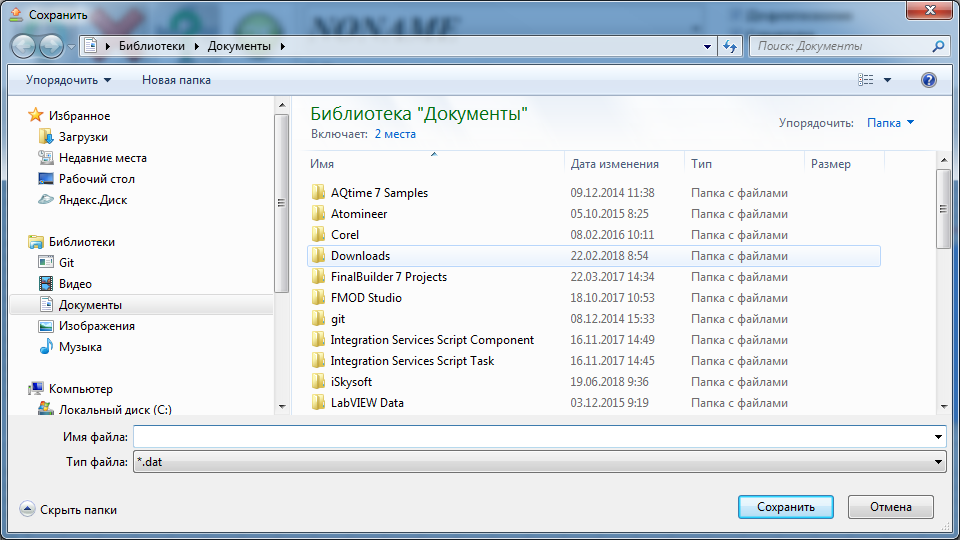 Сохранить
NONAME
Библиотеки Документы
Поиск: Документы
Упорядочить Новая папка
Избранное
Загрузки
Недавние места
Рабочий стол
Яндекс.Диск
Библиотеки
Git
Видео
Документы
Изображения
Музыка
Компьютер
Локальный диск (C:)
Библиотека "Документы"
Включает: 2 места
Упорядочить: Папка
Имя Дата изменения Тип Размер
AQtime 7 Samples 09.12.2014 11:38 Папка с файлами
Atomineer 05.10.2015 8:25 Папка с файлами
Corel 08.02.2016 10:11 Папка с файлами
Downloads 22.02.2018 8:54 Папка с файлами
FinalBuilder 7 Projects 22.03.2017 14:34 Папка с файлами
FMOD Studio 18.10.2017 10:53 Папка с файлами
git 08.12.2014 15:33 Папка с файлами
Integration Services Script Component 16.11.2017 14:49 Папка с файлами
Integration Services Script Task 16.11.2017 14:45 Папка с файлами
iSkysoft 19.06.2018 9:36 Папка с файлами
LabVIEW Data 03.12.2015 9:19 Папка с файлами
Имя файла:
Тип файла: *.dat
Скрыть папки
Сохранить Отмена